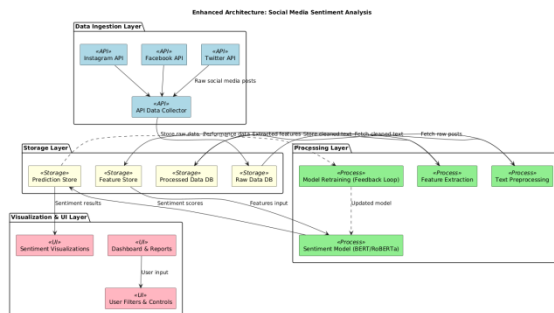 Enhanced Architecture: Social Media Sentiment Analysis
Data Ingestion Layer
«API»
Instagram API
«API»
Facebook API
«API»
Twitter API
Raw social media posts
«API»
API Data Collector
Store raw data
Performance data
Extracted features
Store cleaned text
Fetch cleaned text
Fetch raw posts
Storage Layer
«Storage»
Prediction Store
«Storage»
Feature Store
«Storage»
Processed Data DB
«Storage»
Raw Data DB
Processing Layer
«Process»
Model Retraining (Feedback Loop)
«Process»
Feature Extraction
«Process»
Text Preprocessing
Sentiment results
Sentiment scores
Features input
Updated model
Visualization & UI Layer
«UI»
Sentiment Visualizations
«UI»
Dashboard & Reports
«Process»
Sentiment Model (BERT/RoBERTa)
User input
«UI»
User Filters & Controls